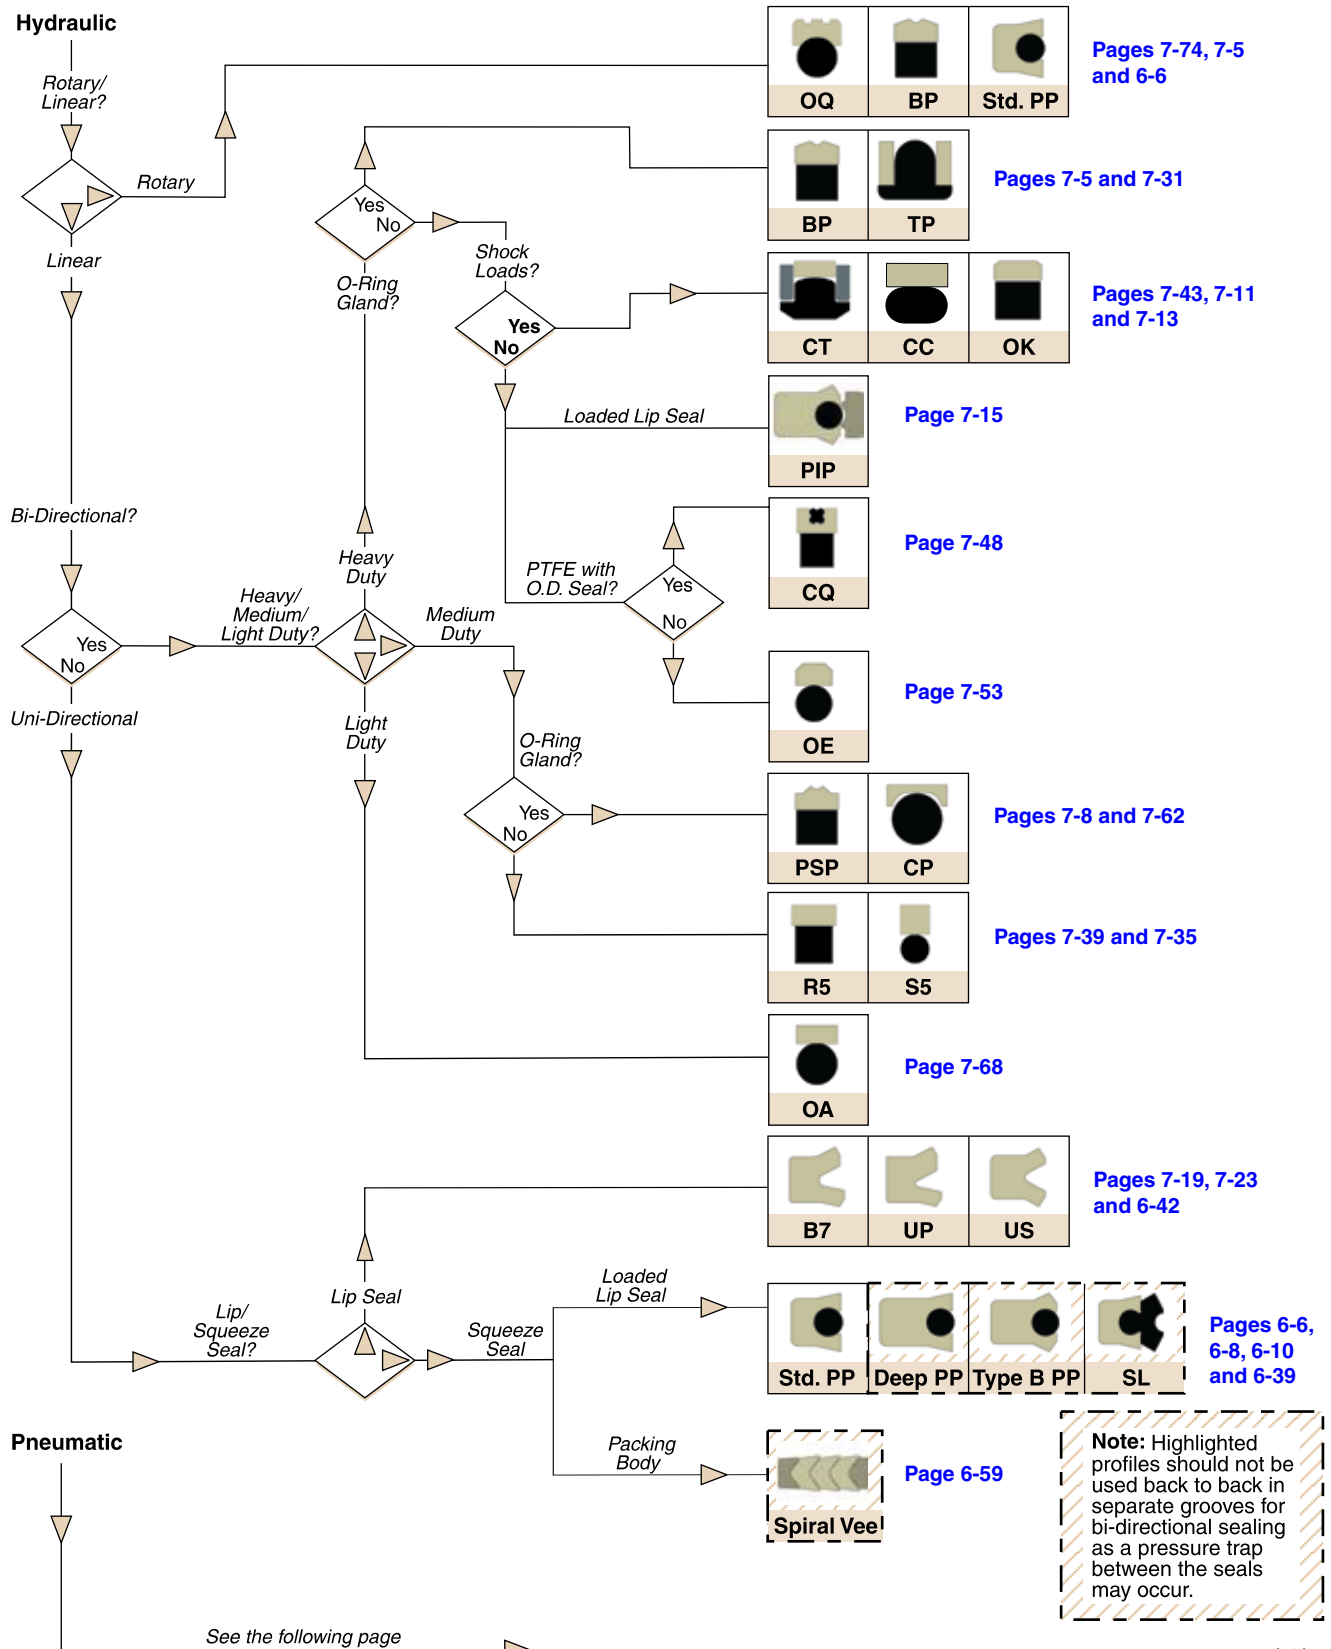 Hydraulic
Rotary/
Linear?
Rotary
Linear
OQ
BP
Std. PP
Pages 7-74, 7-5
and 6-6
Yes
No
O-Ring
Gland?
BP
TP
Pages 7-5 and 7-31
Shock
Loads?
Yes
No
CT
CC
OK
Pages 7-43, 7-11
and 7-13
Loaded Lip Seal
PIP
Page 7-15
Bi-Directional?
Yes
No
Heavy/
Medium/
Light Duty?
Heavy
Duty
Medium
Duty
Light
Duty
PTFE with
O.D. Seal?
Yes
No
CQ
Page 7-48
OE
Page 7-53
Uni-Directional
O-Ring
Gland?
Yes
No
PSP
CP
Pages 7-8 and 7-62
R5
S5
Pages 7-39 and 7-35
OA
Page 7-68
B7
UP
US
Pages 7-19, 7-23
and 6-42
Lip/
Squeeze
Seal?
Lip Seal
Squeeze
Seal
Loaded
Lip Seal
Std. PP
Deep PP
Type B PP
SL
Pages 6-6,
6-8, 6-10
and 6-39
Packing
Body
Spiral Vee
Page 6-59
Note: Highlighted
profiles should not be
used back to back in
separate grooves for
bi-directional sealing
as a pressure trap
between the seals
may occur.
Pneumatic
See the following page